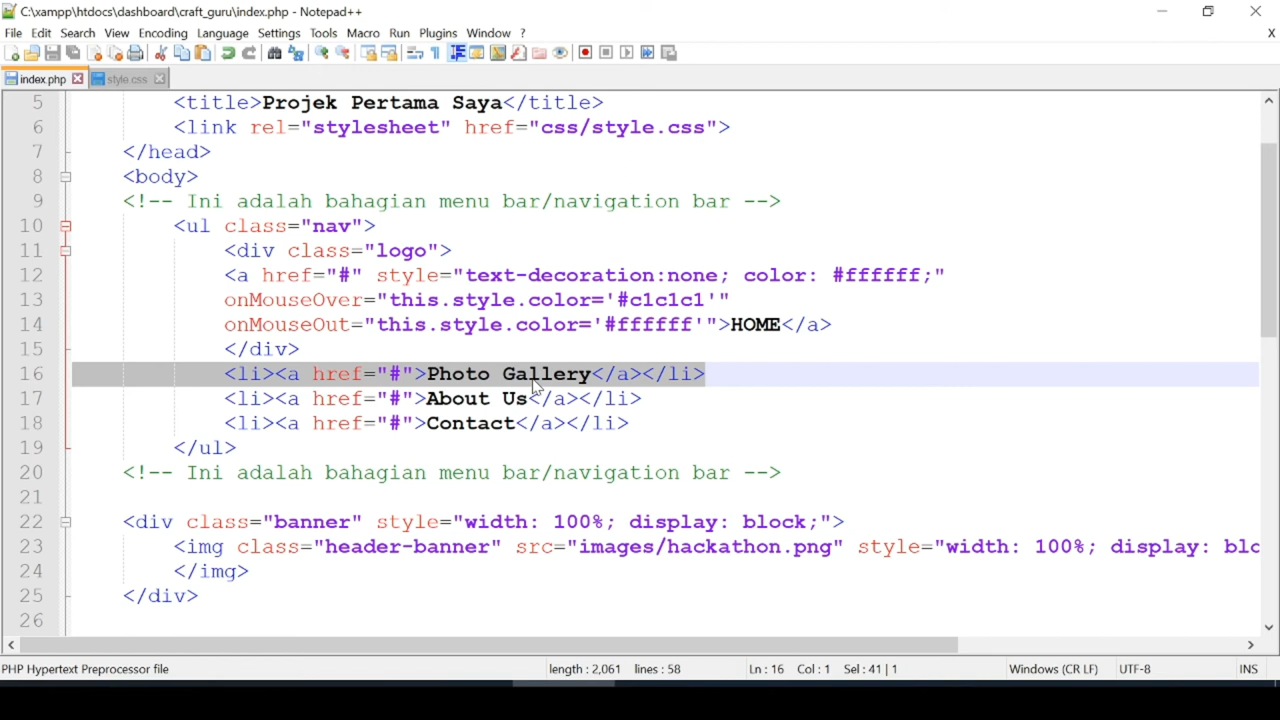 C:\xampp\htdocs\dashboard\craft_guru\index.php - Notepad++
File Edit Search View Encoding Language Settings Tools Macro Run Plugins Window ? X
index.php style.css
5 <title>Projek Pertama Saya</title>
6 <link rel="stylesheet" href="css/style.css">
7 </head>
8 <body>
9 <!-- Ini adalah bahagian menu bar/navigation bar -->
10 <ul class="nav">
11 <div class="logo">
12 <a href="#" style="text-decoration:none; color: #ffffff;"
13 onMouseOver="this.style.color='#c1c1c1'"
14 onMouseOut="this.style.color='#ffffff'">HOME</a>
15 </div>
16 <li><a href="#">Photo Gallery</a></li>
17 <li><a href="#">About Us</a></li>
18 <li><a href="#">Contact</a></li>
19 </ul>
20 <!-- Ini adalah bahagian menu bar/navigation bar -->
21
22 <div class="banner" style="width: 100%; display: block;">
23 <img class="header-banner" src="images/hackathon.png" style="width: 100%; display: blc
24 </img>
25 </div>
26
PHP Hypertext Preprocessor file length : 2,061 lines : 58 Ln : 16 Col : 1 Sel : 41 | 1 Windows (CR LF) UTF-8 INS